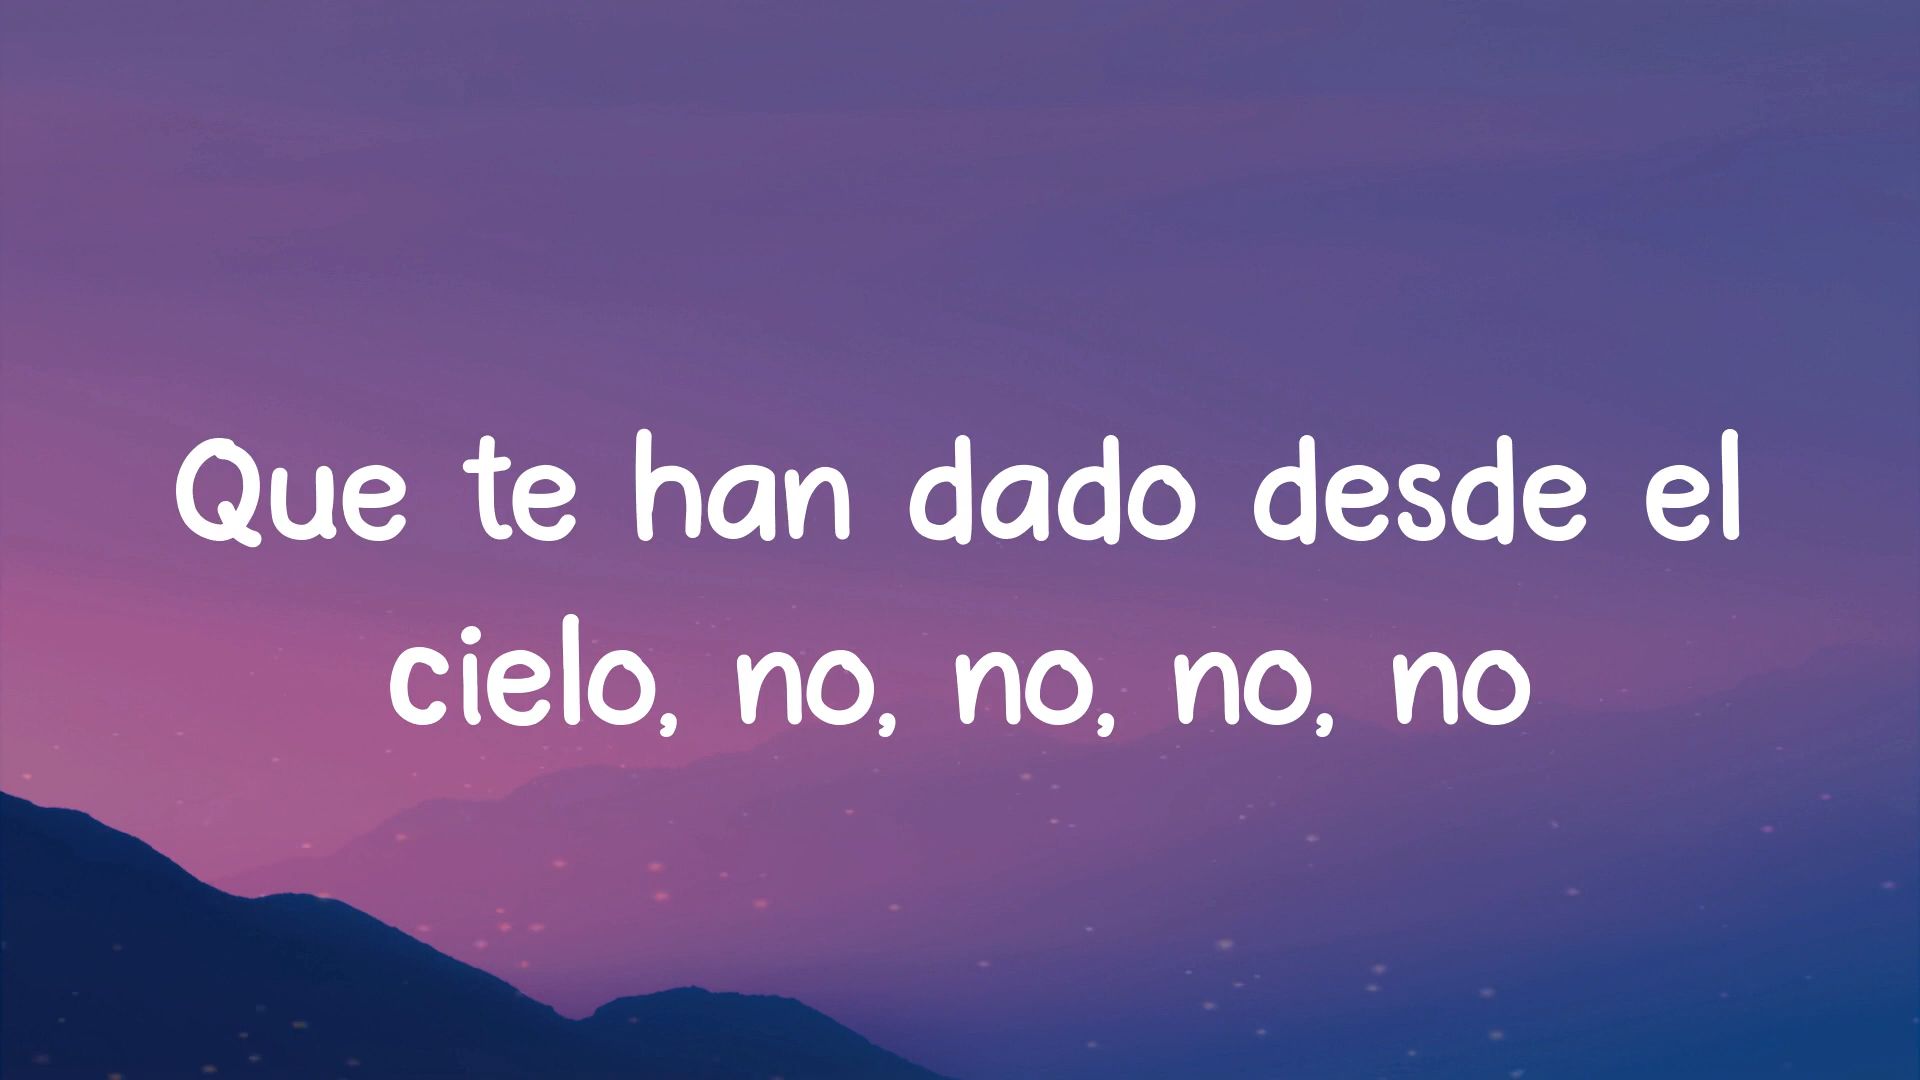 Que te han dado desde el
cielo, no, no, no, no